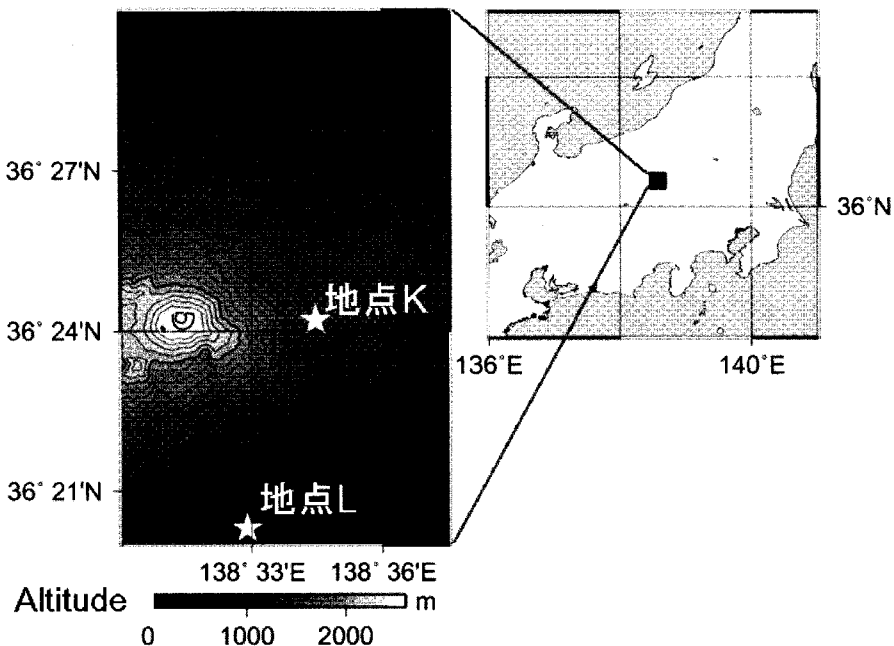 36° 27'N
36° 24'N
36° 21'N
地点K
地点L
138° 33'E 138° 36'E
Altitude
m
0 1000 2000
36°N
136°E 140°E